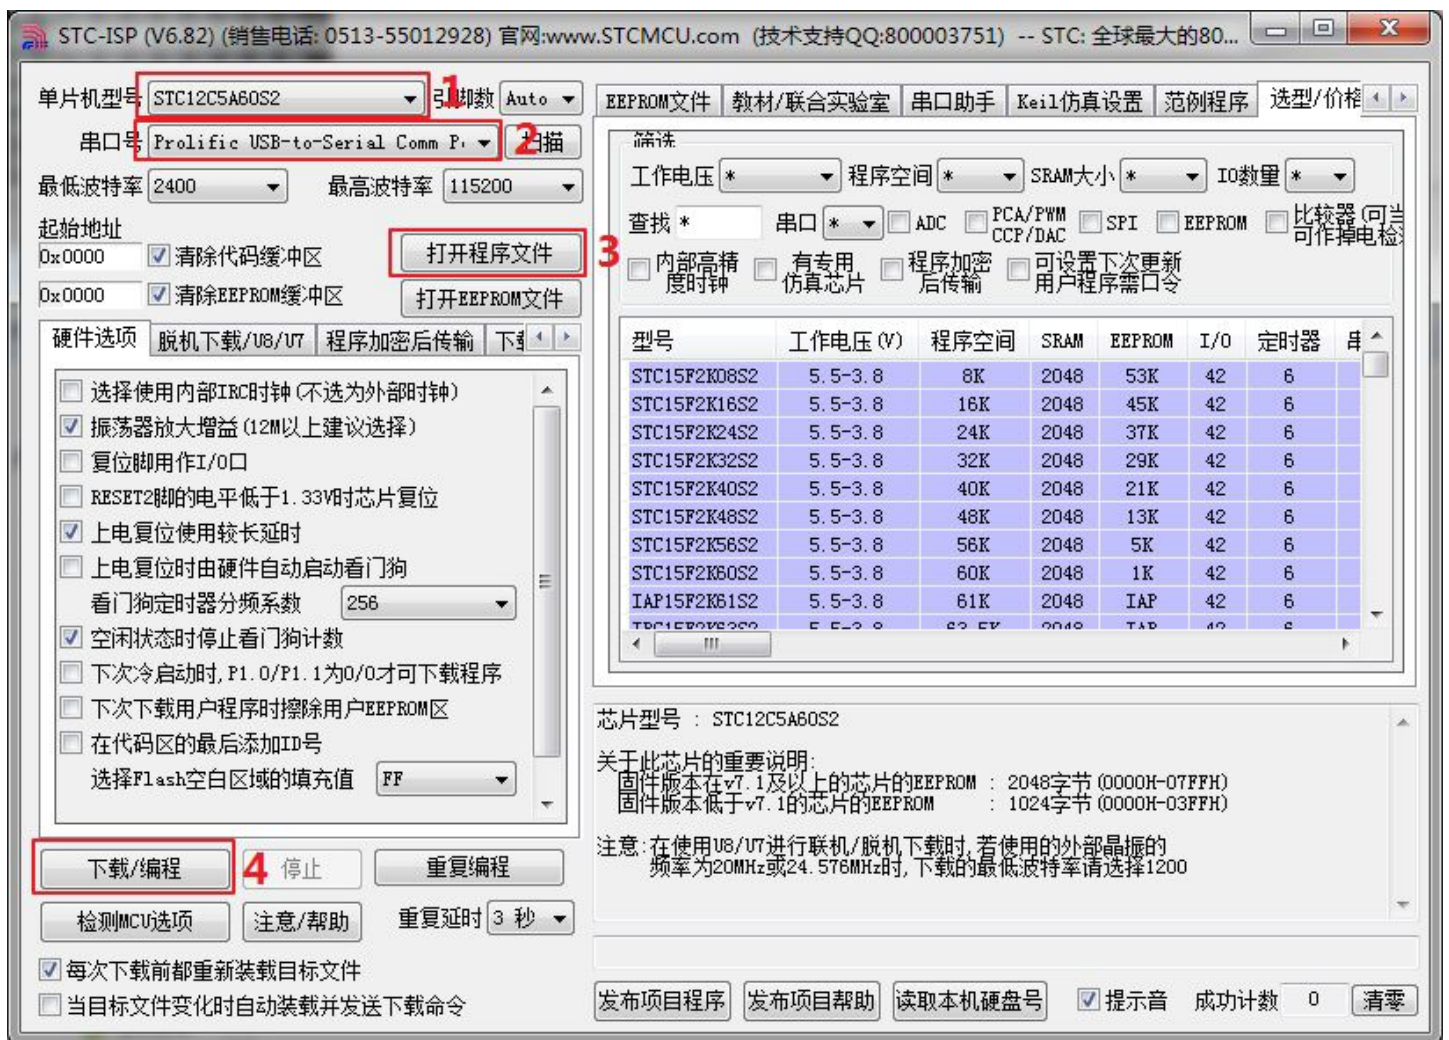 STC-ISP (V6.82) (销售电话: 0513-55012928) 官网:www.STCMCU.com (技术支持QQ:800003751) -- STC: 全球最大的80...
单片机型号 STC12C5A60S2 1 引脚数 Auto
串口号 Prolific USB-to-Serial Comm Po 2 扫描
最低波特率 2400 最高波特率 115200
起始地址
0x0000 清除代码缓冲区 打开程序文件 3
0x0000 清除EEPROM缓冲区 打开EEPROM文件
硬件选项 脱机下载/U8/U7 程序加密后传输
选择使用内部IRC时钟(不选为外部时钟)
振荡器放大增益(12M以上建议选择)
复位脚用作I/O口
RESET2脚的电平低于1.33V时芯片复位
上电复位使用较长延时
上电复位时由硬件自动启动看门狗
看门狗定时器分频系数 256
空闲状态时停止看门狗计数
下次冷启动时,P1.0/P1.1为0/0才可下载程序
下次下载用户程序时擦除用户EEPROM区
在代码区的最后添加ID号
选择Flash空白区域的填充值 FF
下载/编程 4 停止 重复编程
检测MCU选项 注意/帮助 重复延时 3 秒
每次下载前都重新装载目标文件
当目标文件变化时自动装载并发送下载命令
EEPROM文件 教材/联合实验室 串口助手 Keil仿真设置 范例程序 选型/价格
筛选
工作电压 * 程序空间 * SRAM大小 * IO数量 *
查找 * 串口 * ADC PCA/PWM CCP/DAC SPI EEPROM 比较器(可当 可作掉电检测
内部高精度时钟 有专用仿真芯片 程序加密后传输 可设置下次更新用户程序需口令
型号 工作电压(V) 程序空间 SRAM EEPROM I/O 定时器
STC15F2K08S2 5.5-3.8 8K 2048 53K 42 6
STC15F2K16S2 5.5-3.8 16K 2048 45K 42 6
STC15F2K24S2 5.5-3.8 24K 2048 37K 42 6
STC15F2K32S2 5.5-3.8 32K 2048 29K 42 6
STC15F2K40S2 5.5-3.8 40K 2048 21K 42 6
STC15F2K48S2 5.5-3.8 48K 2048 13K 42 6
STC15F2K56S2 5.5-3.8 56K 2048 5K 42 6
STC15F2K60S2 5.5-3.8 60K 2048 1K 42 6
IAP15F2K61S2 5.5-3.8 61K 2048 IAP 42 6
芯片型号 : STC12C5A60S2
关于此芯片的重要说明:
固件版本在v7.1及以上的芯片的EEPROM : 2048字节(0000H-07FFH)
固件版本低于v7.1的芯片的EEPROM : 1024字节(0000H-03FFH)
注意:在使用U8/U7进行联机/脱机下载时,若使用的外部晶振的
频率为20MHz或24.576MHz时,下载的最低波特率请选择1200
发布项目程序 发布项目帮助 读取本机硬盘号 提示音 成功计数 0 清零